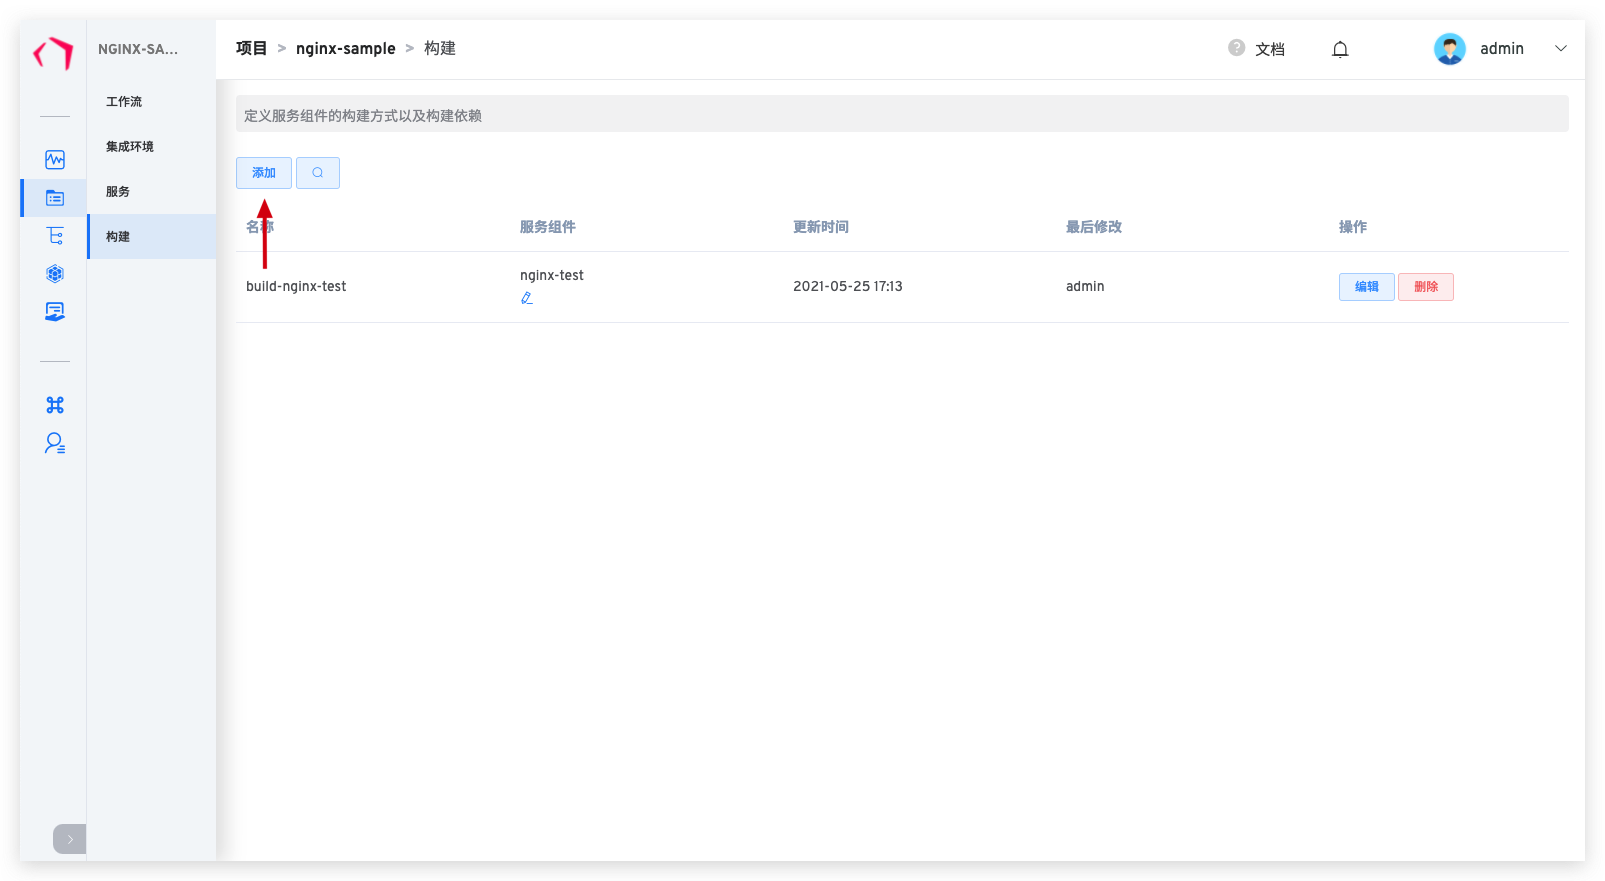 NGINX-SA...
工作流
集成环境
服务
构建
项目 > nginx-sample > 构建
? 文档
admin
定义服务组件的构建方式以及构建依赖
添加
名称 服务组件 更新时间 最后修改 操作
build-nginx-test nginx-test 2021-05-25 17:13 admin 编辑 删除